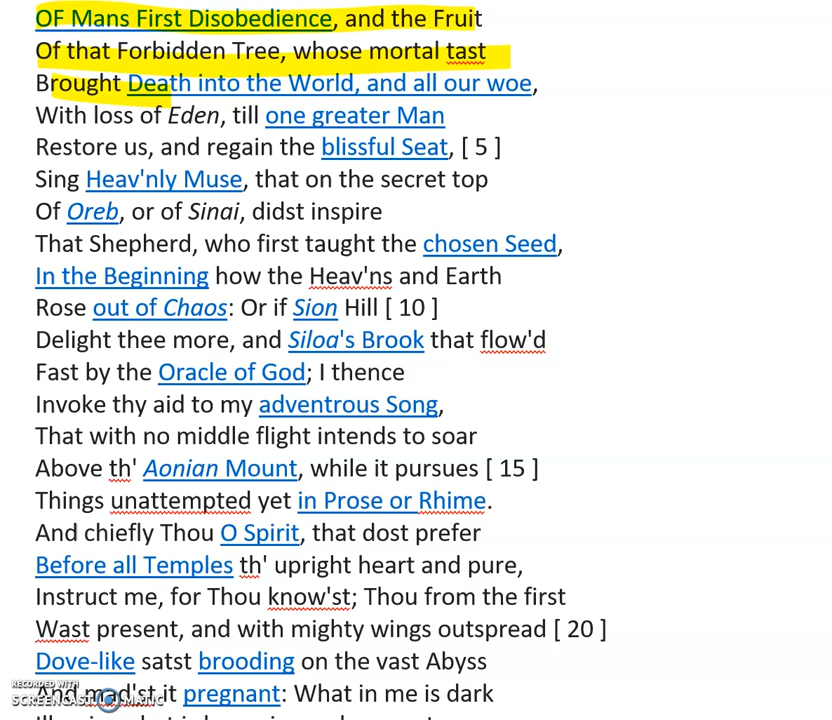 OF Mans First Disobedience, and the Fruit
Of that Forbidden Tree, whose mortal tast
Brought Death into the World, and all our woe,
With loss of Eden, till one greater Man
Restore us, and regain the blissful Seat, [ 5 ]
Sing Heav'nly Muse, that on the secret top
Of Oreb, or of Sinai, didst inspire
That Shepherd, who first taught the chosen Seed,
In the Beginning how the Heav'ns and Earth
Rose out of Chaos: Or if Sion Hill [ 10 ]
Delight thee more, and Siloa's Brook that flow'd
Fast by the Oracle of God; I thence
Invoke thy aid to my adventrous Song,
That with no middle flight intends to soar
Above th' Aonian Mount, while it pursues [ 15 ]
Things unattempted yet in Prose or Rhime.
And chiefly Thou O Spirit, that dost prefer
Before all Temples th' upright heart and pure,
Instruct me, for Thou know'st; Thou from the first
Wast present, and with mighty wings outspread [ 20 ]
Dove-like satst brooding on the vast Abyss
And mad'st it pregnant: What in me is dark
RECORDED WITH
SCREENCAST-O-MATIC